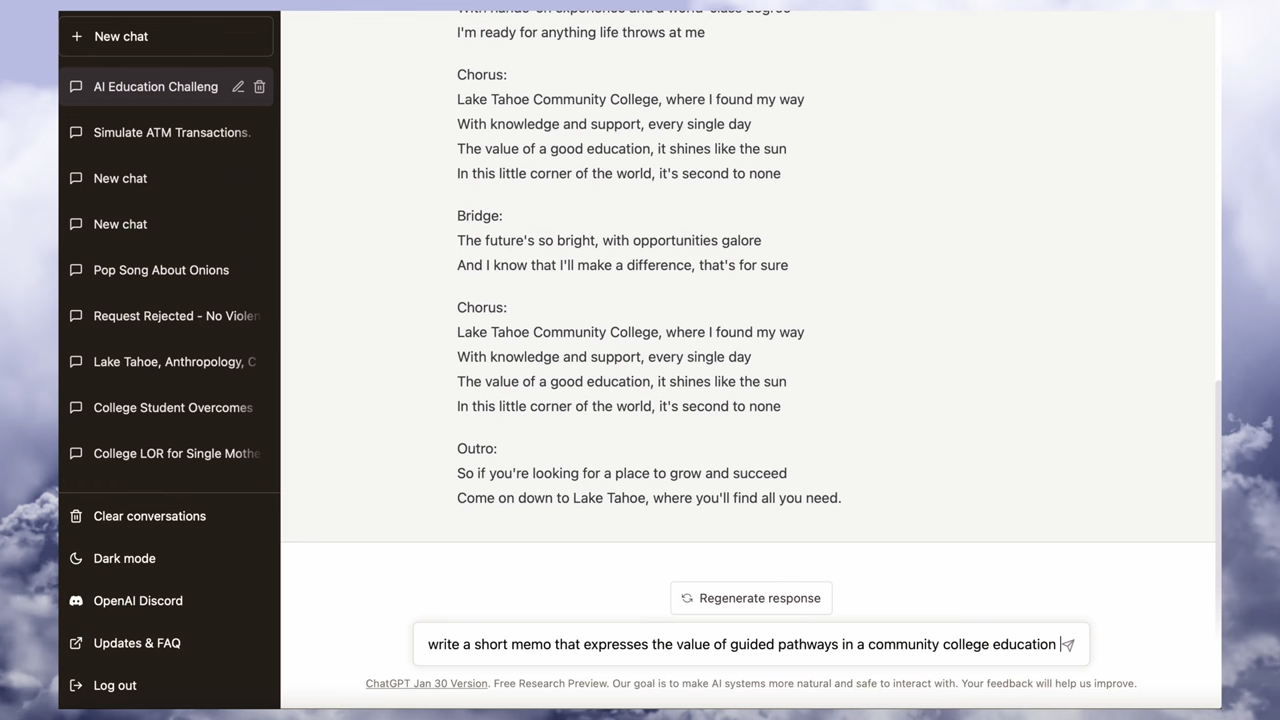 New chat
AI Education Challeng
Simulate ATM Transactions.
New chat
New chat
Pop Song About Onions
Request Rejected - No Violen
Lake Tahoe, Anthropology, C
College Student Overcomes
College LOR for Single Mothe
Clear conversations
Dark mode
OpenAI Discord
Updates & FAQ
Log out
With hands-on experience and a world-class degree
I'm ready for anything life throws at me
Chorus:
Lake Tahoe Community College, where I found my way
With knowledge and support, every single day
The value of a good education, it shines like the sun
In this little corner of the world, it's second to none
Bridge:
The future's so bright, with opportunities galore
And I know that I'll make a difference, that's for sure
Chorus:
Lake Tahoe Community College, where I found my way
With knowledge and support, every single day
The value of a good education, it shines like the sun
In this little corner of the world, it's second to none
Outro:
So if you're looking for a place to grow and succeed
Come on down to Lake Tahoe, where you'll find all you need.
Regenerate response
write a short memo that expresses the value of guided pathways in a community college education
ChatGPT Jan 30 Version. Free Research Preview. Our goal is to make AI systems more natural and safe to interact with. Your feedback will help us improve.